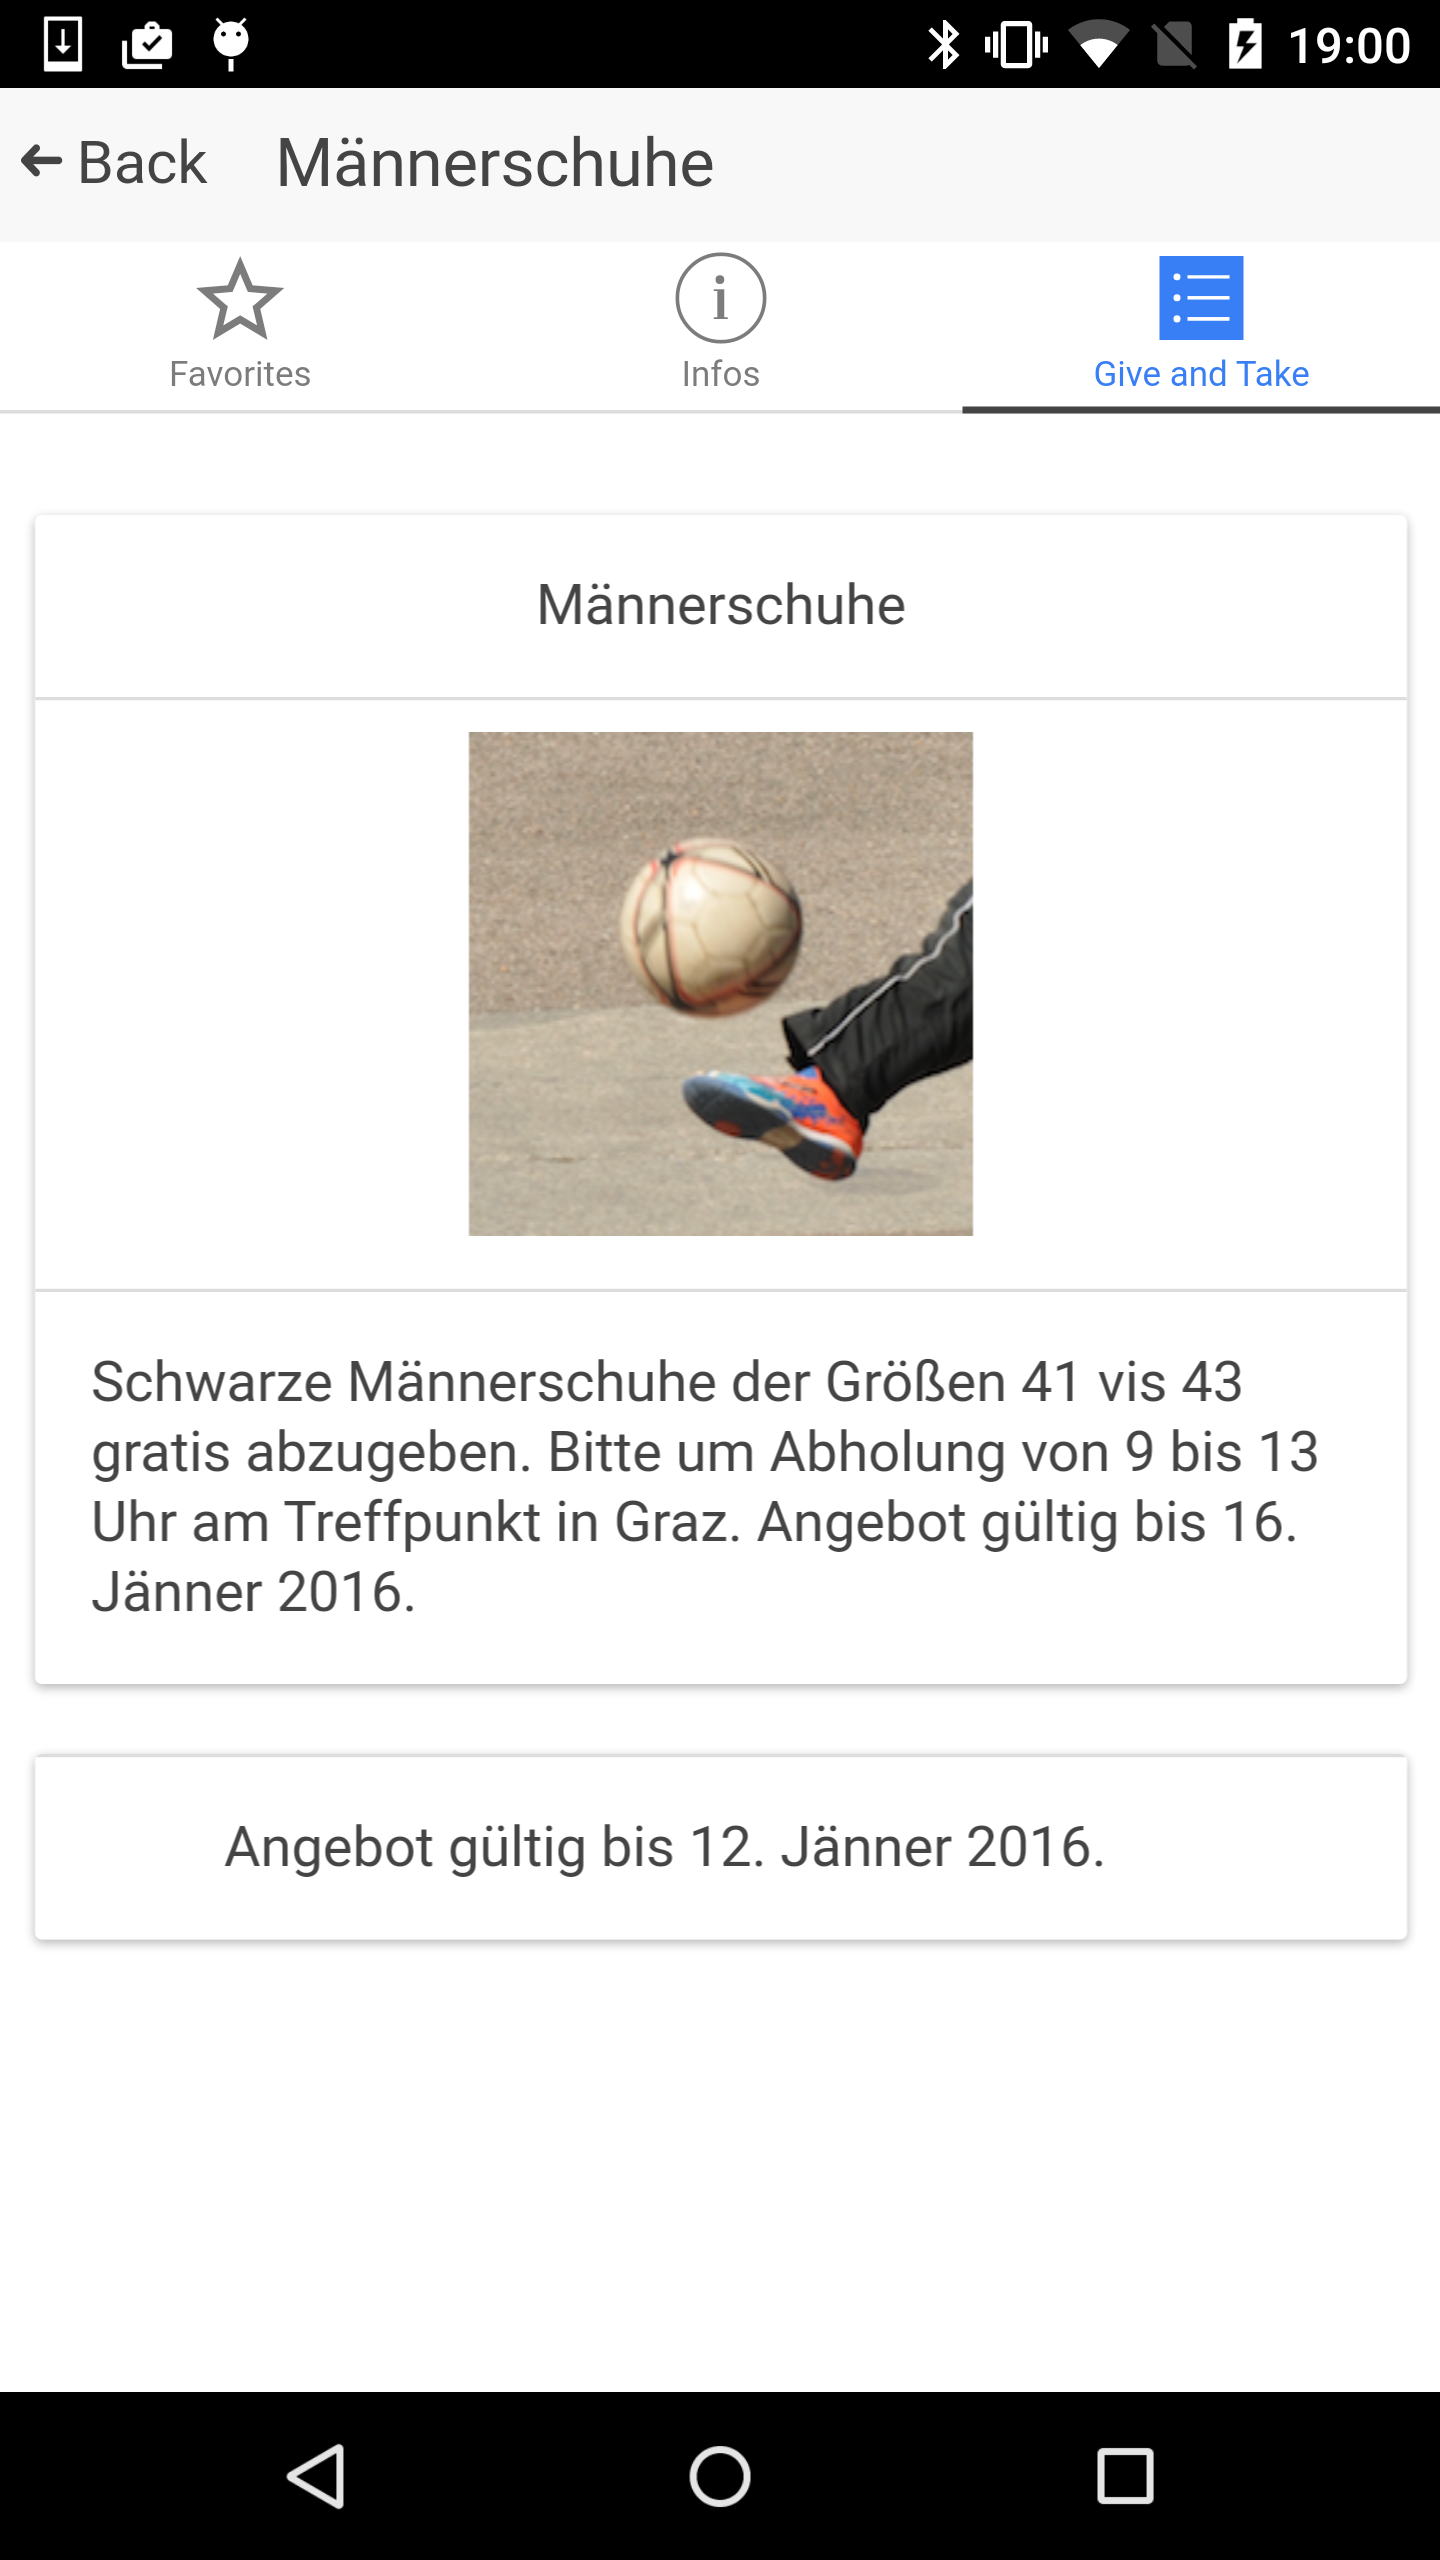 19:00
Back Männerschuhe
Favorites
Infos
Give and Take
Männerschuhe
Schwarze Männerschuhe der Größen 41 vis 43
gratis abzugeben. Bitte um Abholung von 9 bis 13
Uhr am Treffpunkt in Graz. Angebot gültig bis 16.
Jänner 2016.
Angebot gültig bis 12. Jänner 2016.